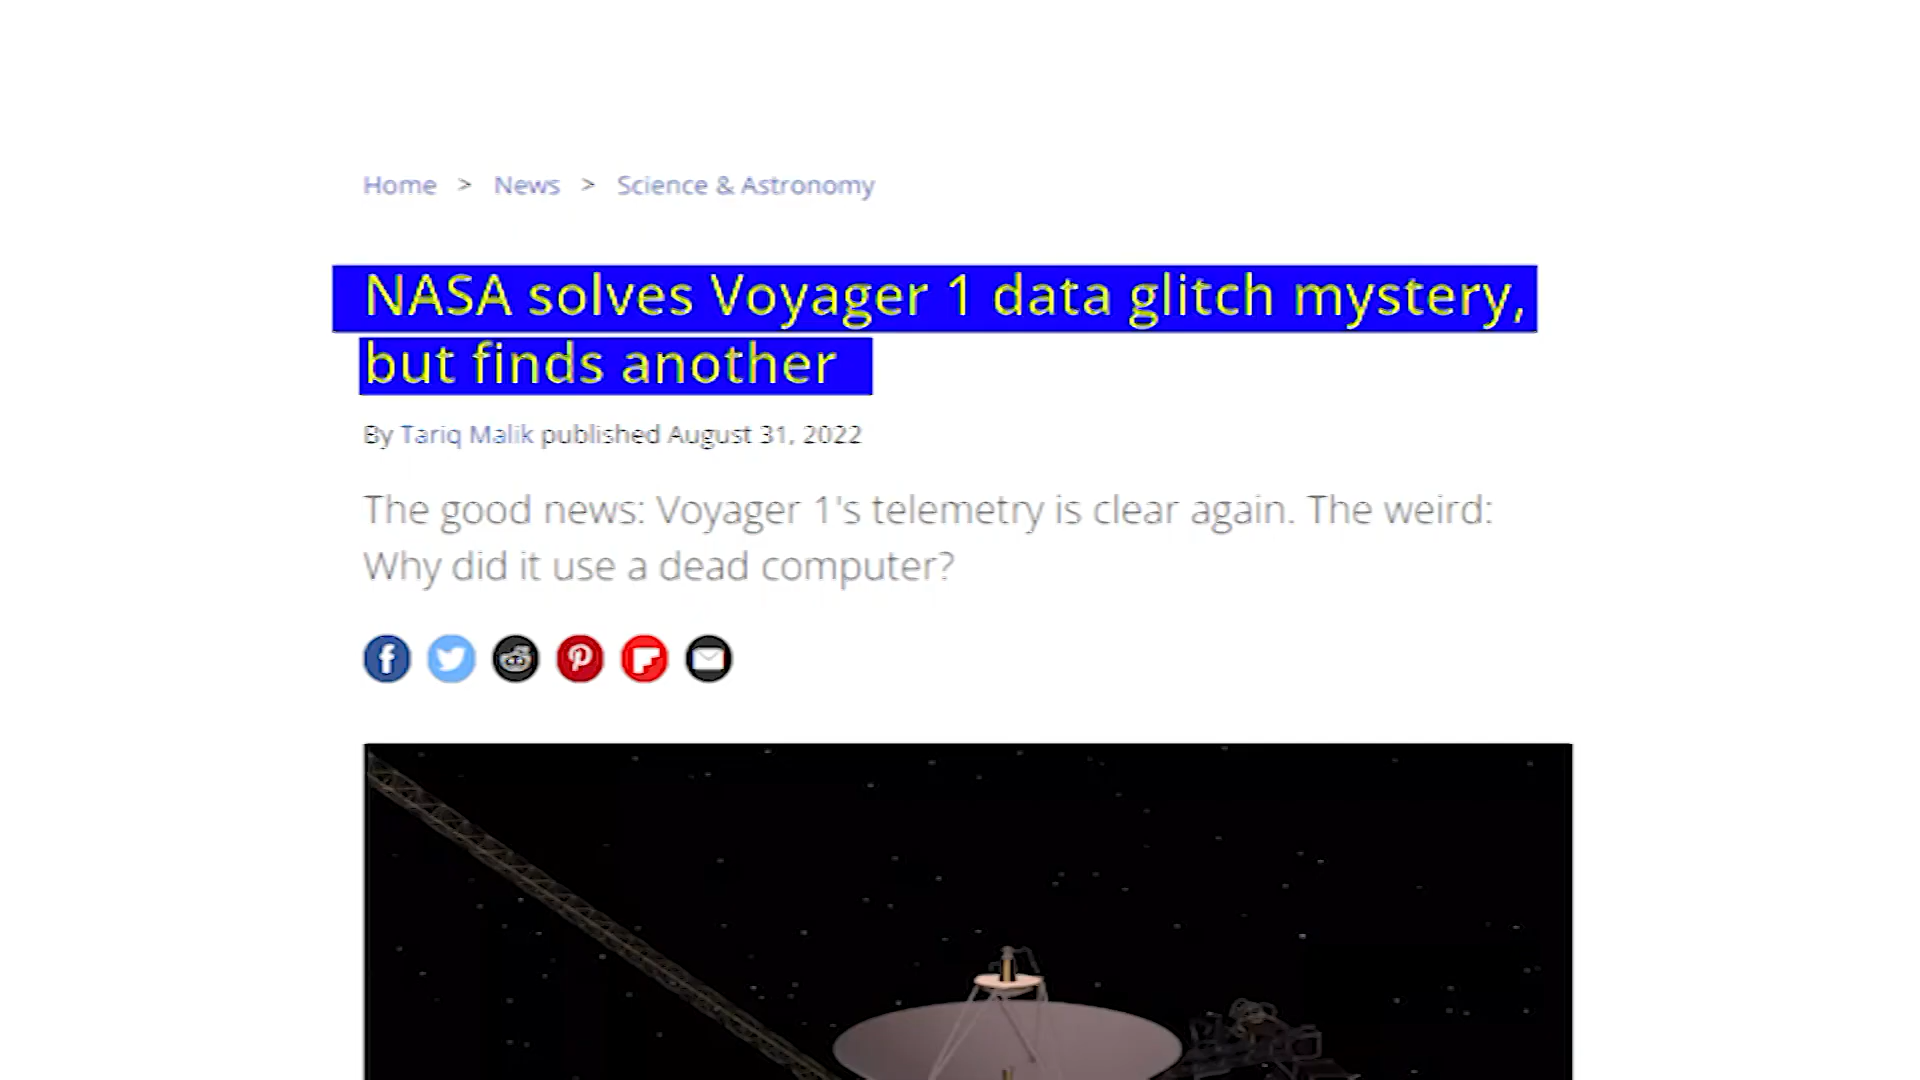 Home > News > Science & Astronomy
NASA solves Voyager 1 data glitch mystery,
but finds another
By Tariq Malik published August 31, 2022
The good news: Voyager 1's telemetry is clear again. The weird:
Why did it use a dead computer?